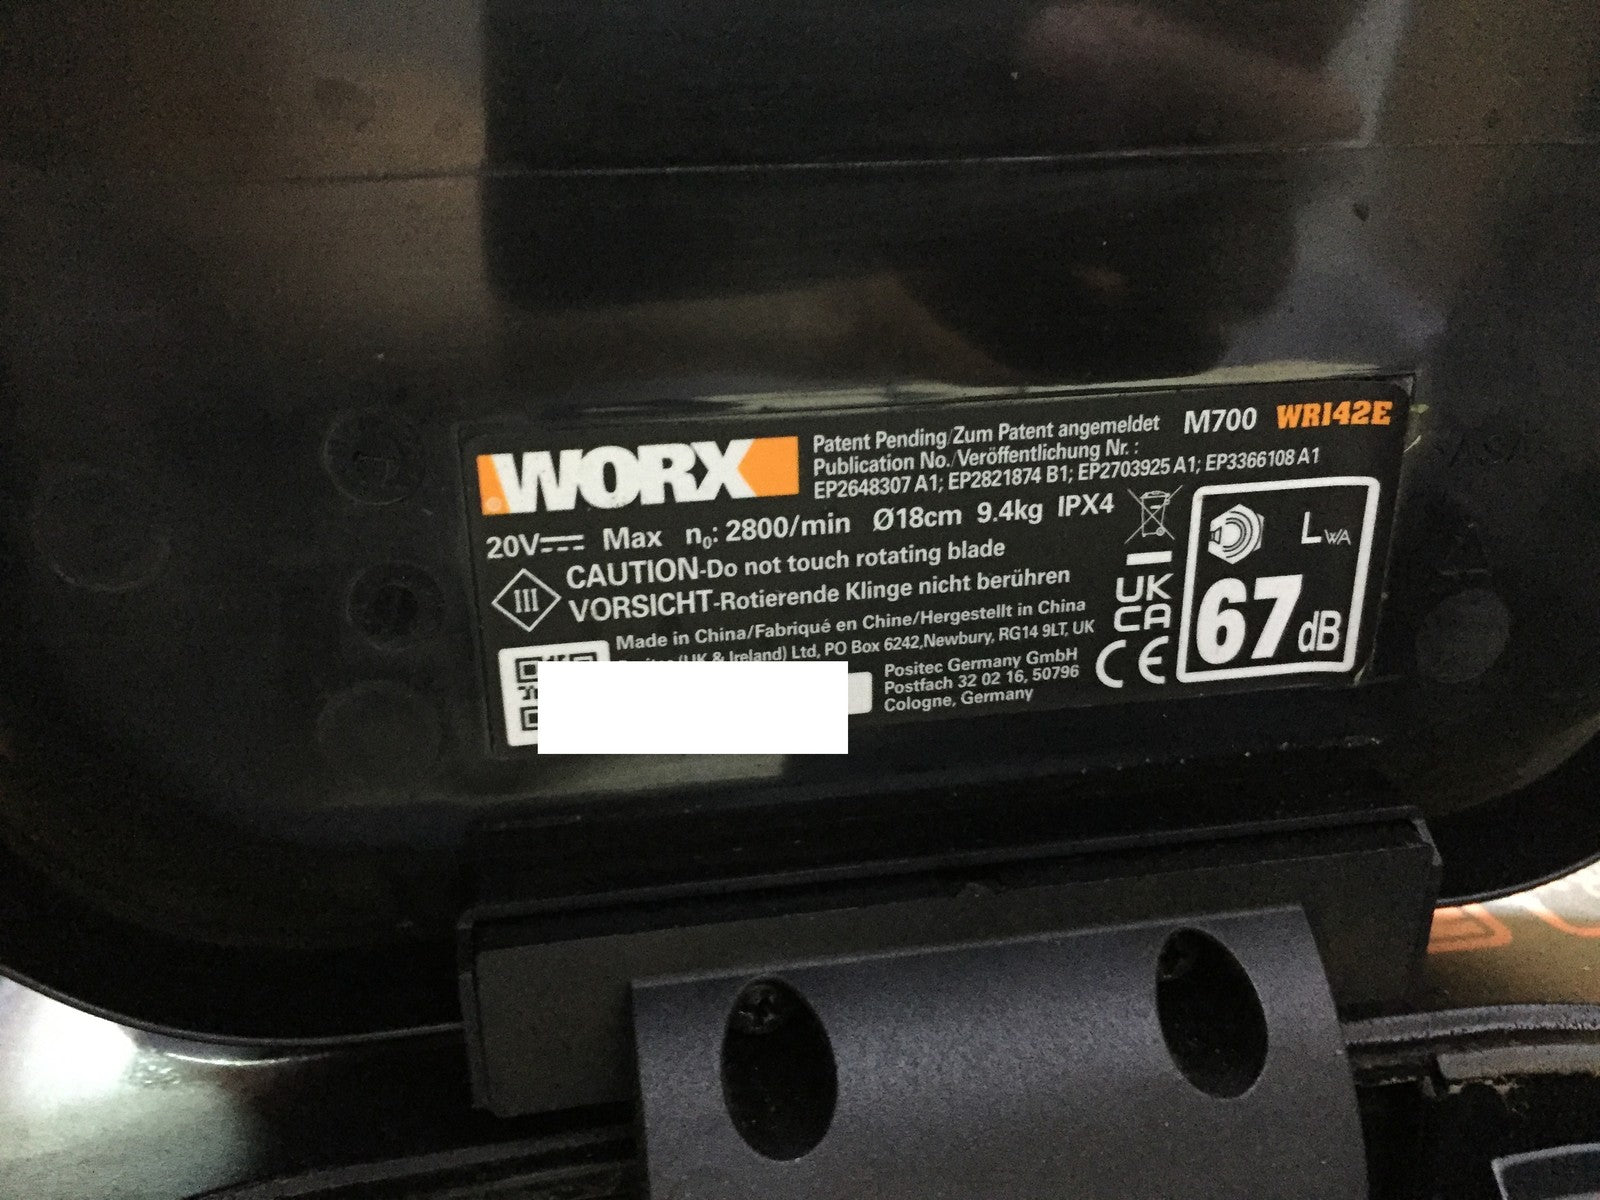 WORX
Patent Pending/Zum Patent angemeldet M700 WR142E
Publication No./Veröffentlichung Nr. :
EP2648307 A1; EP2821874 B1; EP2703925 A1; EP3366108 A1
20V Max n₀: 2800/min Ø18cm 9.4kg IPX4
III
CAUTION-Do not touch rotating blade
VORSICHT-Rotierende Klinge nicht berühren
Made in China/Fabriqué en Chine/Hergestellt in China
(UK & Ireland) Ltd, PO Box 6242,Newbury, RG14 9LT, UK
Positec Germany GmbH
Postfach 32 02 16, 50796
Cologne, Germany
UK
CA
CE
LWA
67dB